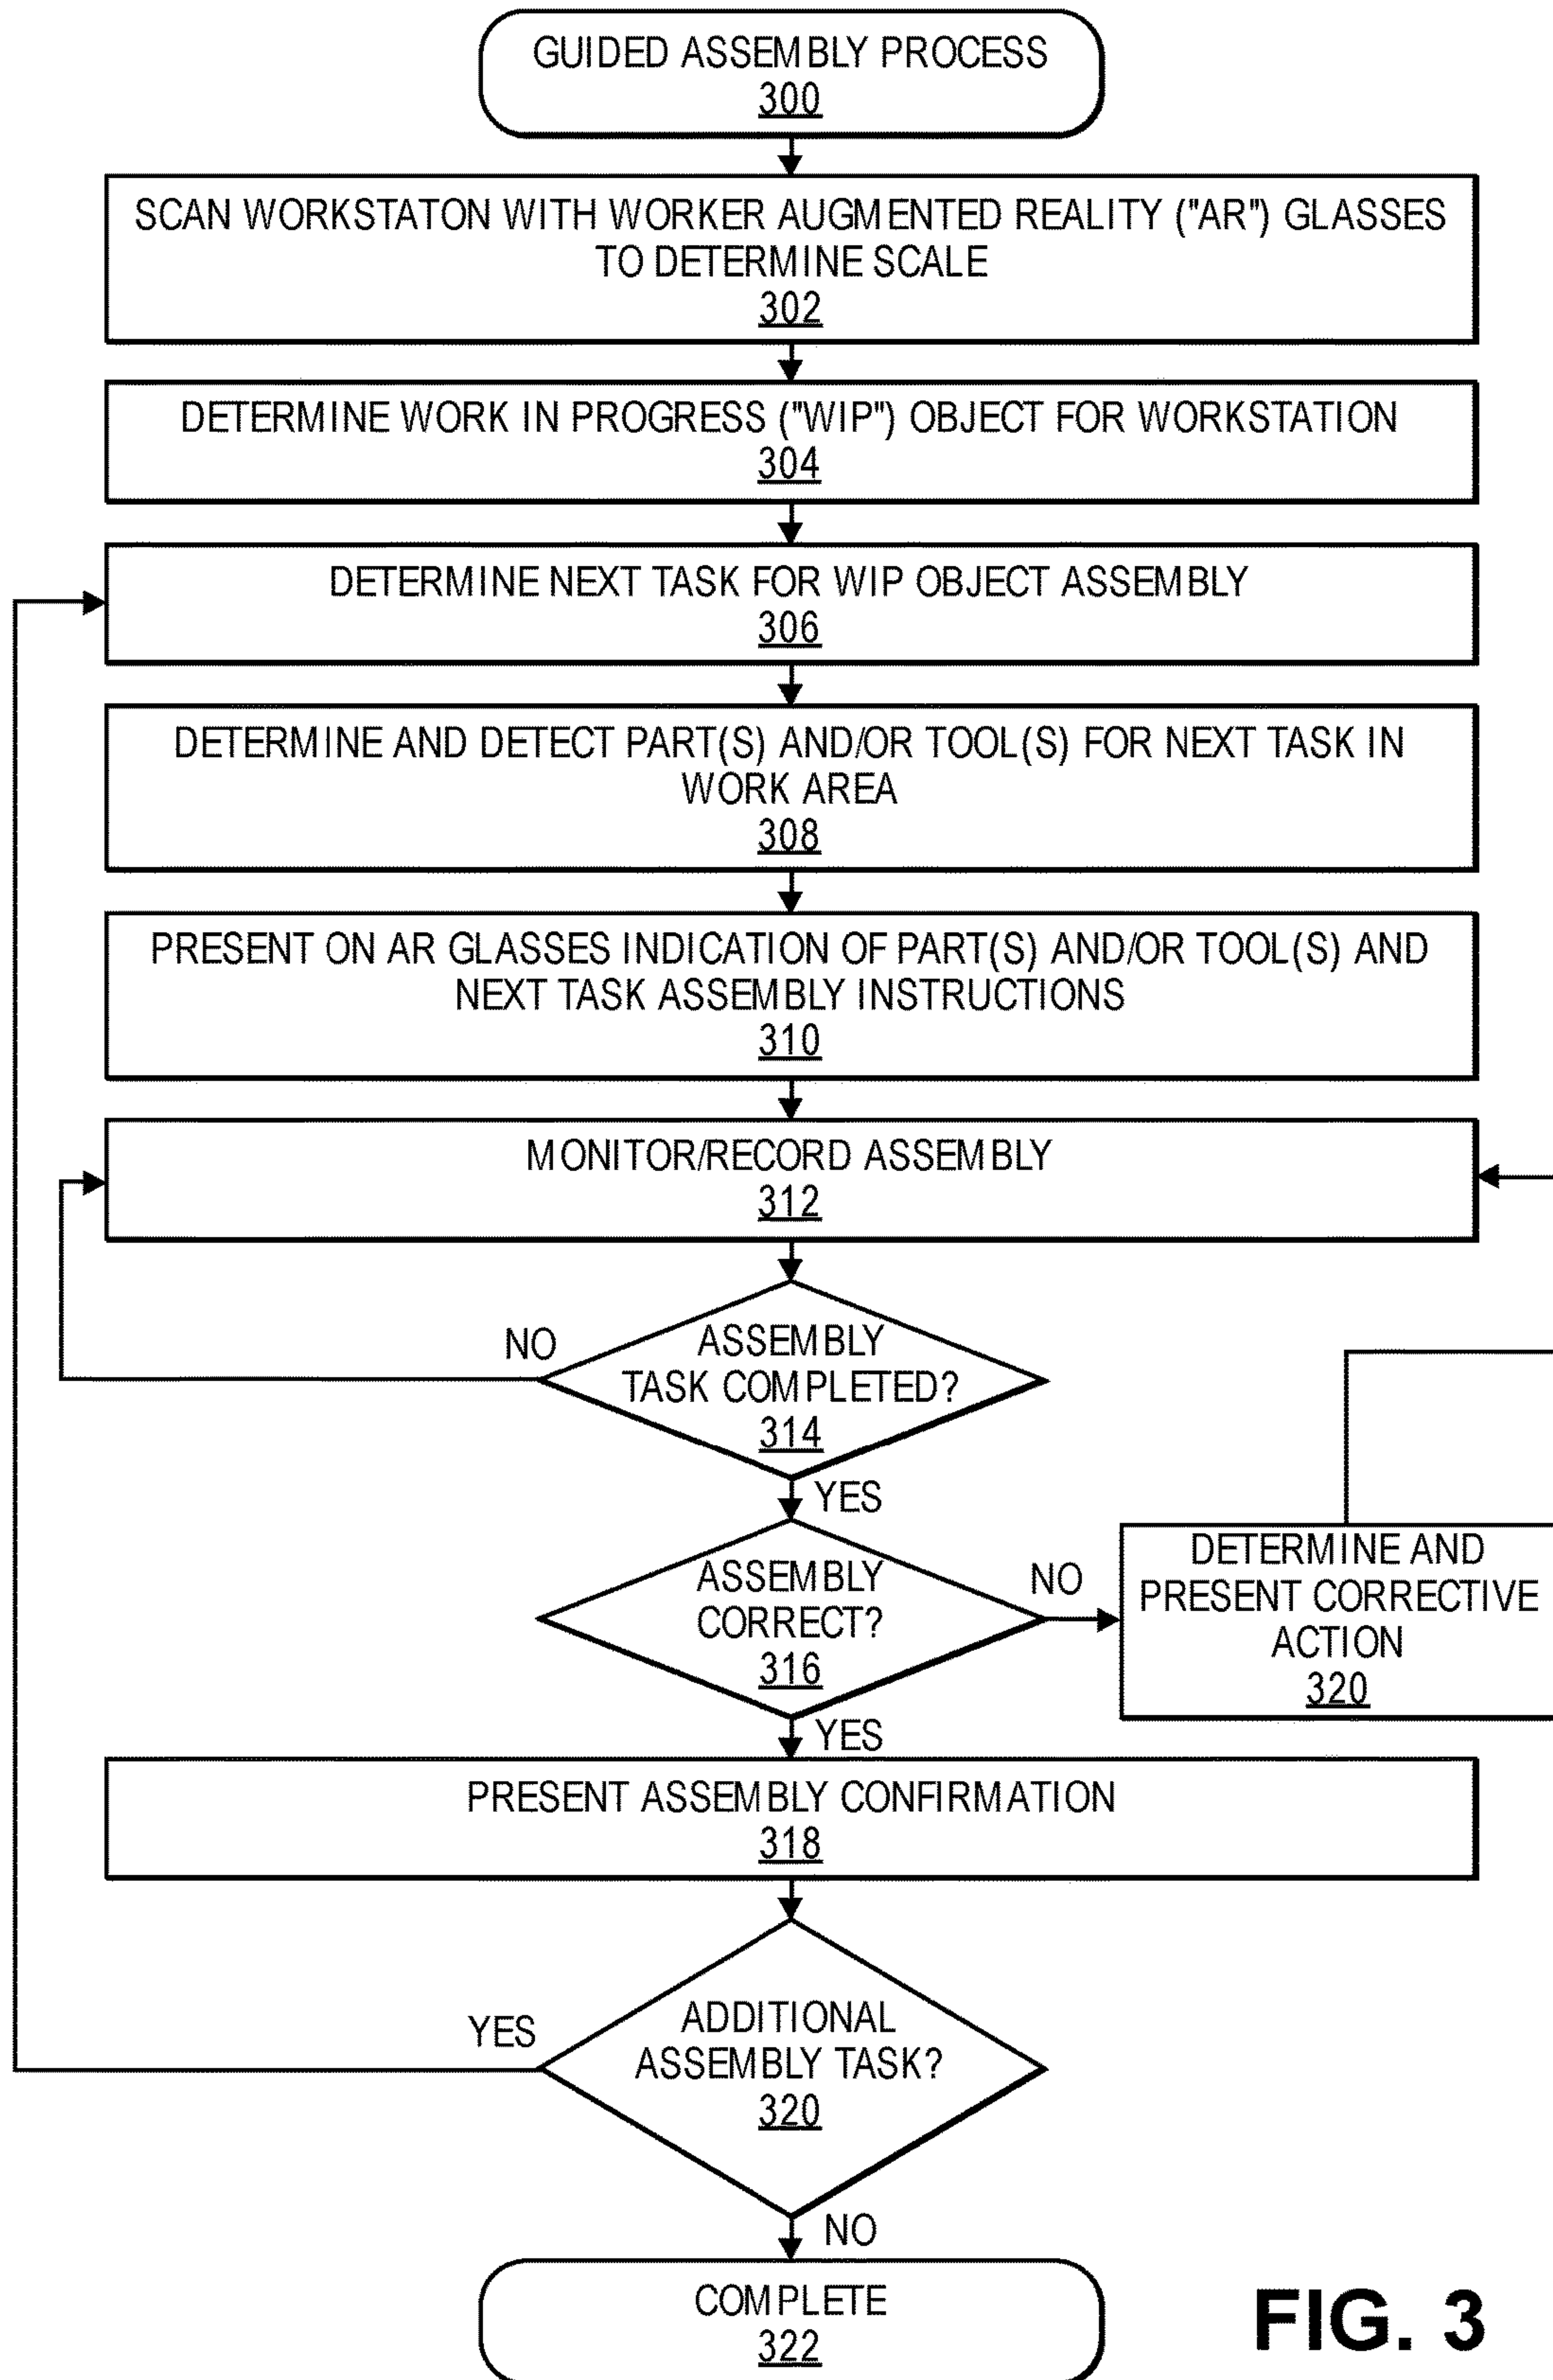 GUIDED ASSEMBLY PROCESS
300
SCAN WORKSTATON WITH WORKER AUGMENTED REALITY ("AR") GLASSES
TO DETERMINE SCALE
302
DETERMINE WORK IN PROGRESS ("WIP") OBJECT FOR WORKSTATION
304
DETERMINE NEXT TASK FOR WIP OBJECT ASSEMBLY
306
DETERMINE AND DETECT PART(S) AND/OR TOOL(S) FOR NEXT TASK IN
WORK AREA
308
PRESENT ON AR GLASSES INDICATION OF PART(S) AND/OR TOOL(S) AND
NEXT TASK ASSEMBLY INSTRUCTIONS
310
MONITOR/RECORD ASSEMBLY
312
NO
ASSEMBLY
TASK COMPLETED?
314
YES
ASSEMBLY
CORRECT?
316
NO
DETERMINE AND
PRESENT CORRECTIVE
ACTION
320
YES
PRESENT ASSEMBLY CONFIRMATION
318
YES
ADDITIONAL
ASSEMBLY TASK?
320
NO
COMPLETE
322
FIG. 3